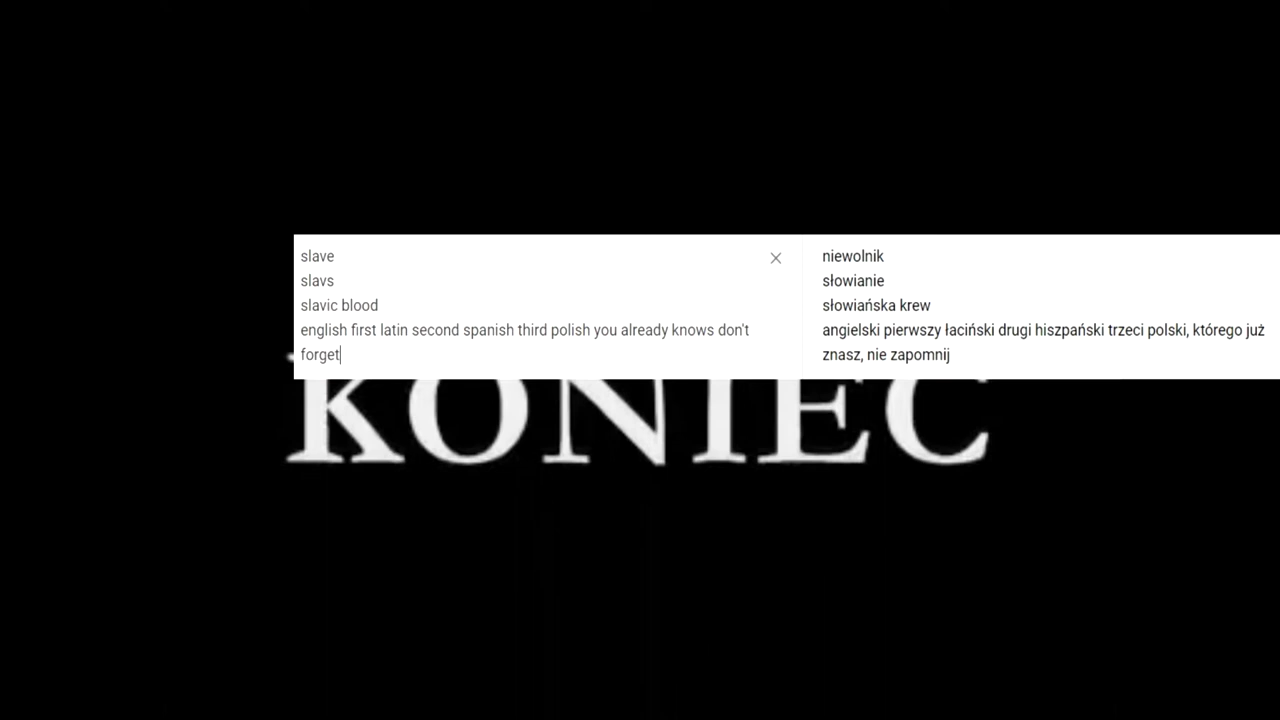 slave
slavs
slavic blood
english first latin second spanish third polish you already knows don't
forget
niewolnik
słowianie
słowiańska krew
angielski pierwszy łaciński drugi hiszpański trzeci polski, którego już
znasz, nie zapomnij
KONIEC